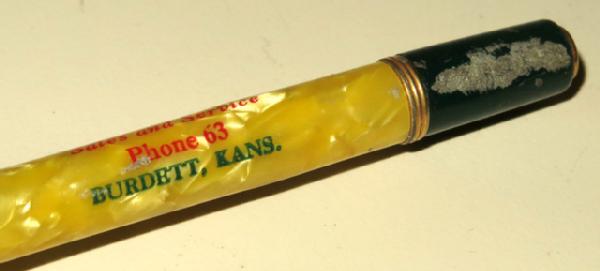 Sales and Service
Phone 63
BURDETT, KANS.